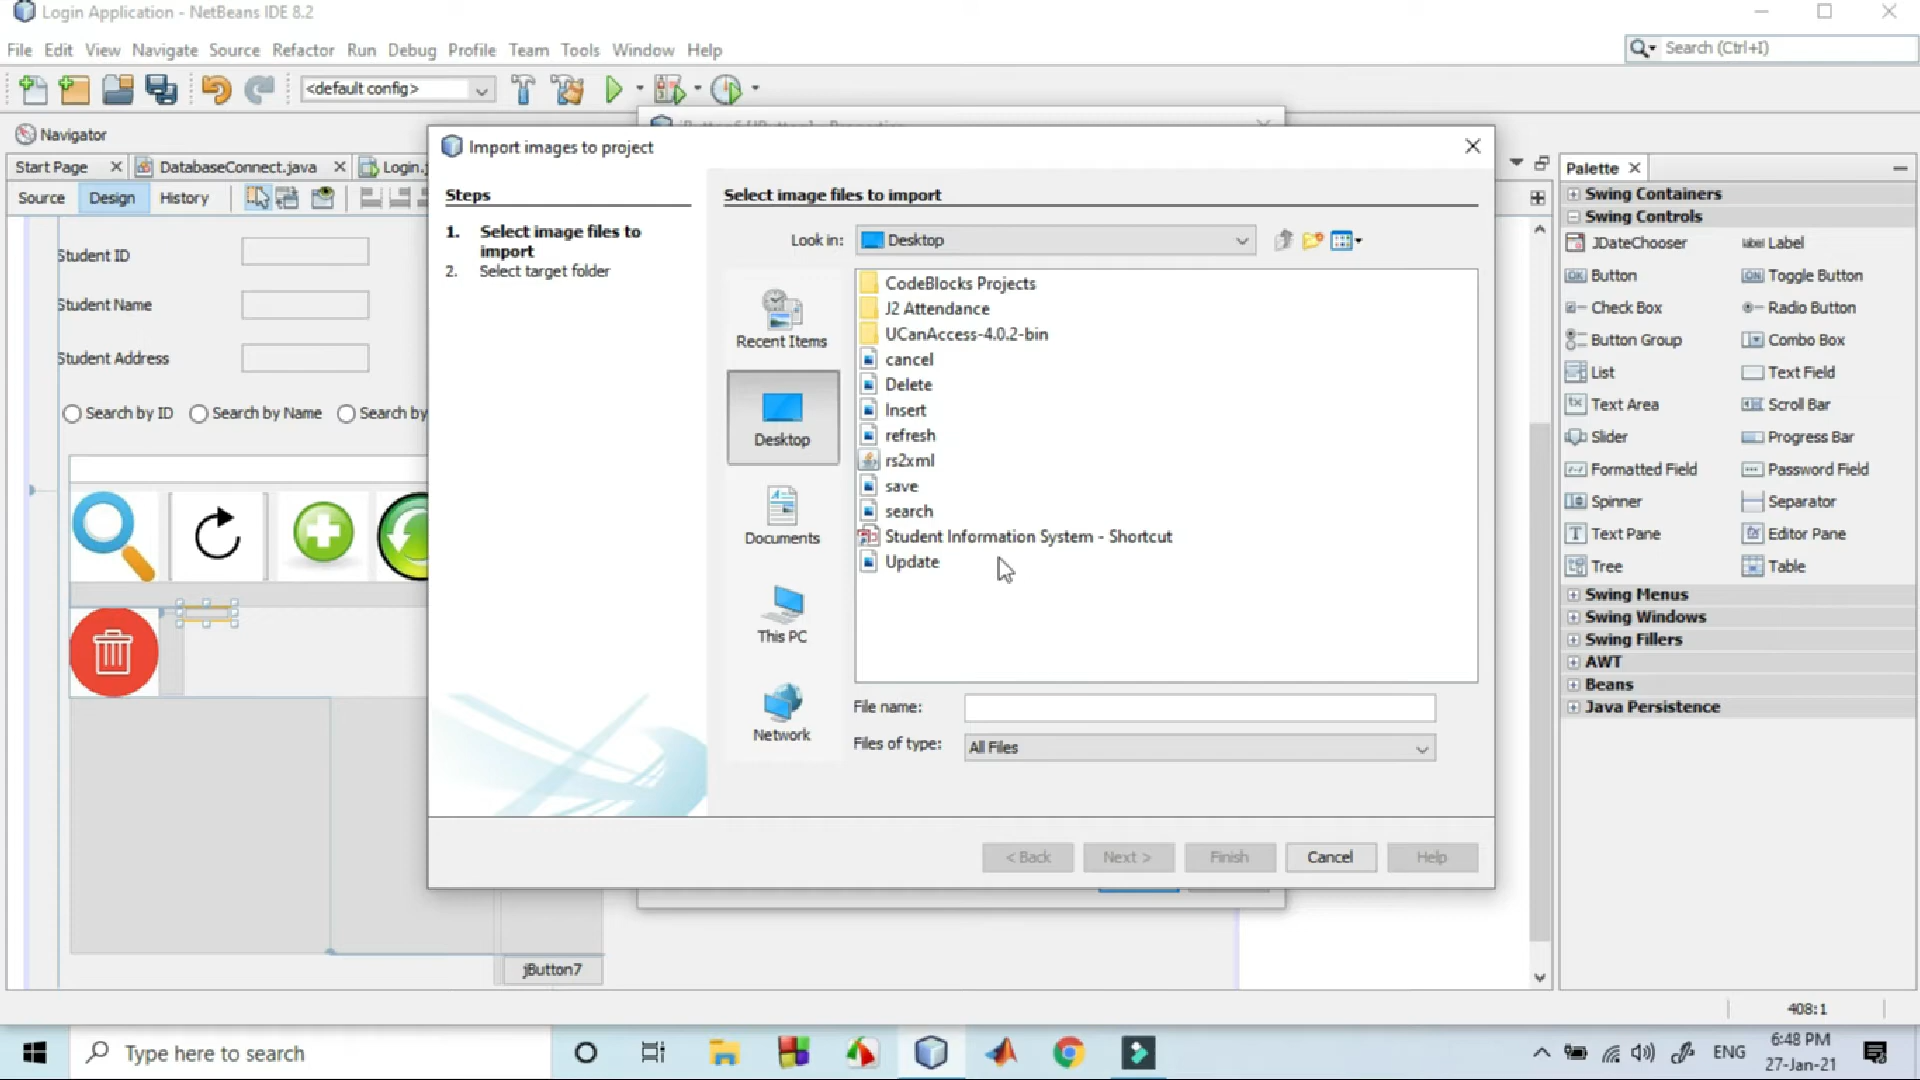 Login Application - NetBeans IDE 8.2
File Edit View Navigate Source Refactor Run Debug Profile Team Tools Window Help
Search (Ctrl+I)
<default config>
Navigator
Start Page
DatabaseConnect.java
Login.j
Source Design History
Student ID
Student Name
Student Address
Search by ID Search by Name Search by
jButton7
Import images to project
Steps
1. Select image files to
import
2. Select target folder
Select image files to import
Look in: Desktop
Recent Items
Desktop
Documents
This PC
Network
CodeBlocks Projects
J2 Attendance
UCanAccess-4.0.2-bin
cancel
Delete
Insert
refresh
rs2xml
save
search
Student Information System - Shortcut
Update
File name:
Files of type: All Files
< Back Next > Finish Cancel Help
Palette
Swing Containers
Swing Controls
JDateChooser label Label
OK Button ON Toggle Button
Check Box Radio Button
Button Group Combo Box
List Text Field
Text Area Scroll Bar
Slider Progress Bar
Formatted Field Password Field
Spinner Separator
Text Pane Editor Pane
Tree Table
Swing Menus
Swing Windows
Swing Fillers
AWT
Beans
Java Persistence
408:1
Type here to search
ENG
6:48 PM
27-Jan-21